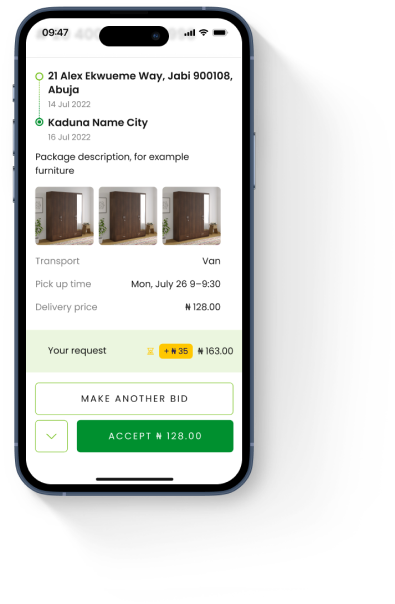 09:47
21 Alex Ekwueme Way, Jabi 900108,
Abuja
14 Jul 2022
Kaduna Name City
16 Jul 2022
Package description, for example
furniture
Transport Van
Pick up time Mon, July 26 9–9:30
Delivery price ₦ 128.00
Your request + ₦ 35 ₦ 163.00
MAKE ANOTHER BID
ACCEPT ₦ 128.00